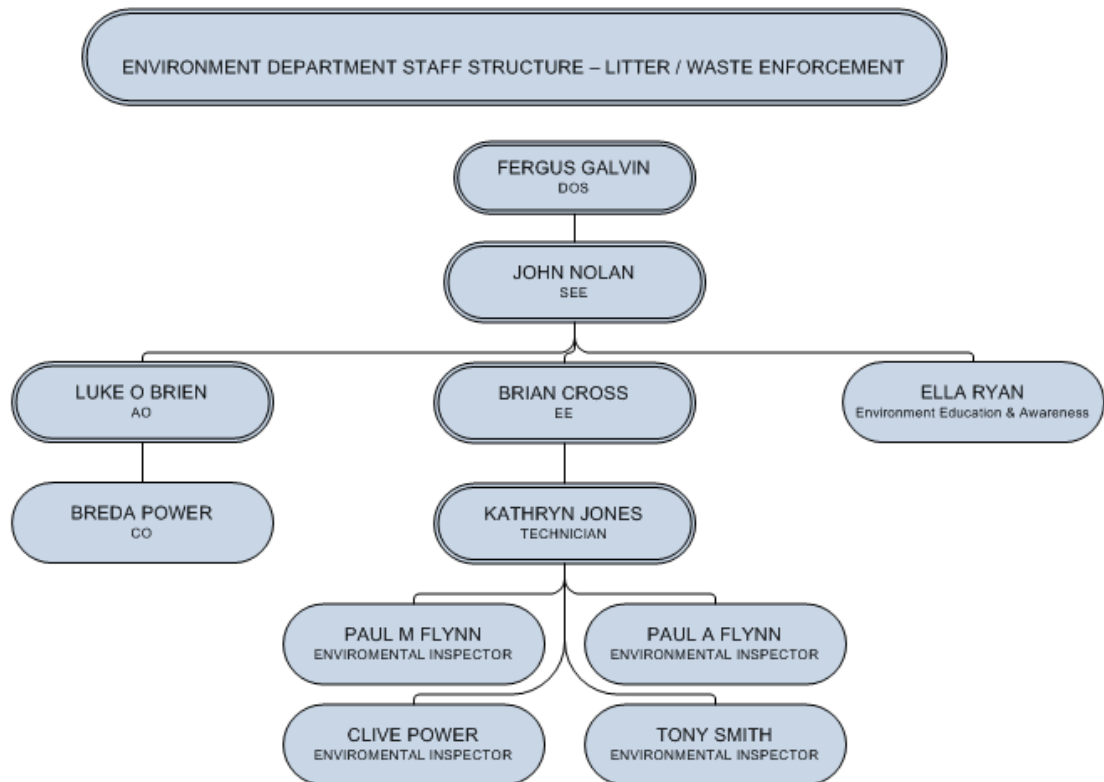 ENVIRONMENT DEPARTMENT STAFF STRUCTURE – LITTER / WASTE ENFORCEMENT
FERGUS GALVIN
DOS
JOHN NOLAN
SEE
LUKE O BRIEN
AO
BRIAN CROSS
EE
ELLA RYAN
Environment Education & Awareness
BREDA POWER
CO
KATHRYN JONES
TECHNICIAN
PAUL M FLYNN
ENVIROMENTAL INSPECTOR
PAUL A FLYNN
ENVIRONMENTAL INSPECTOR
CLIVE POWER
ENVIROMENTAL INSPECTOR
TONY SMITH
ENVIRONMENTAL INSPECTOR